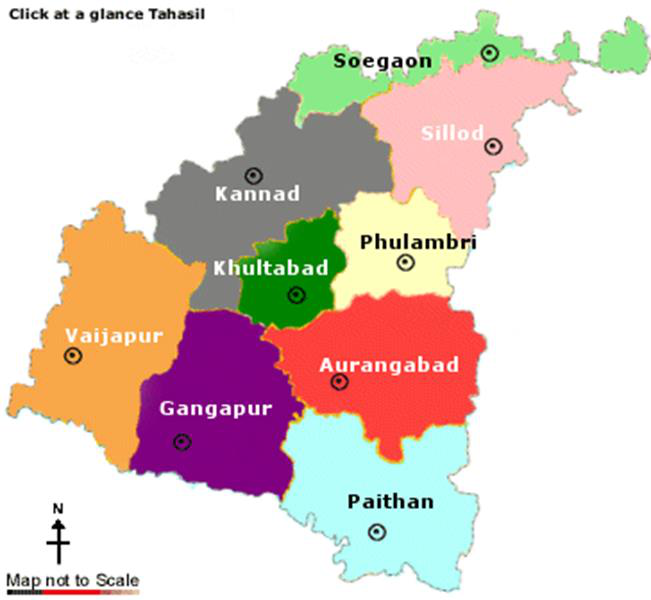 Click at a glance Tahasil
Soegaon
Sillod
Kannad
Phulambri
Khultabad
Vaijapur
Aurangabad
Gangapur
Paithan
N
Map not to Scale